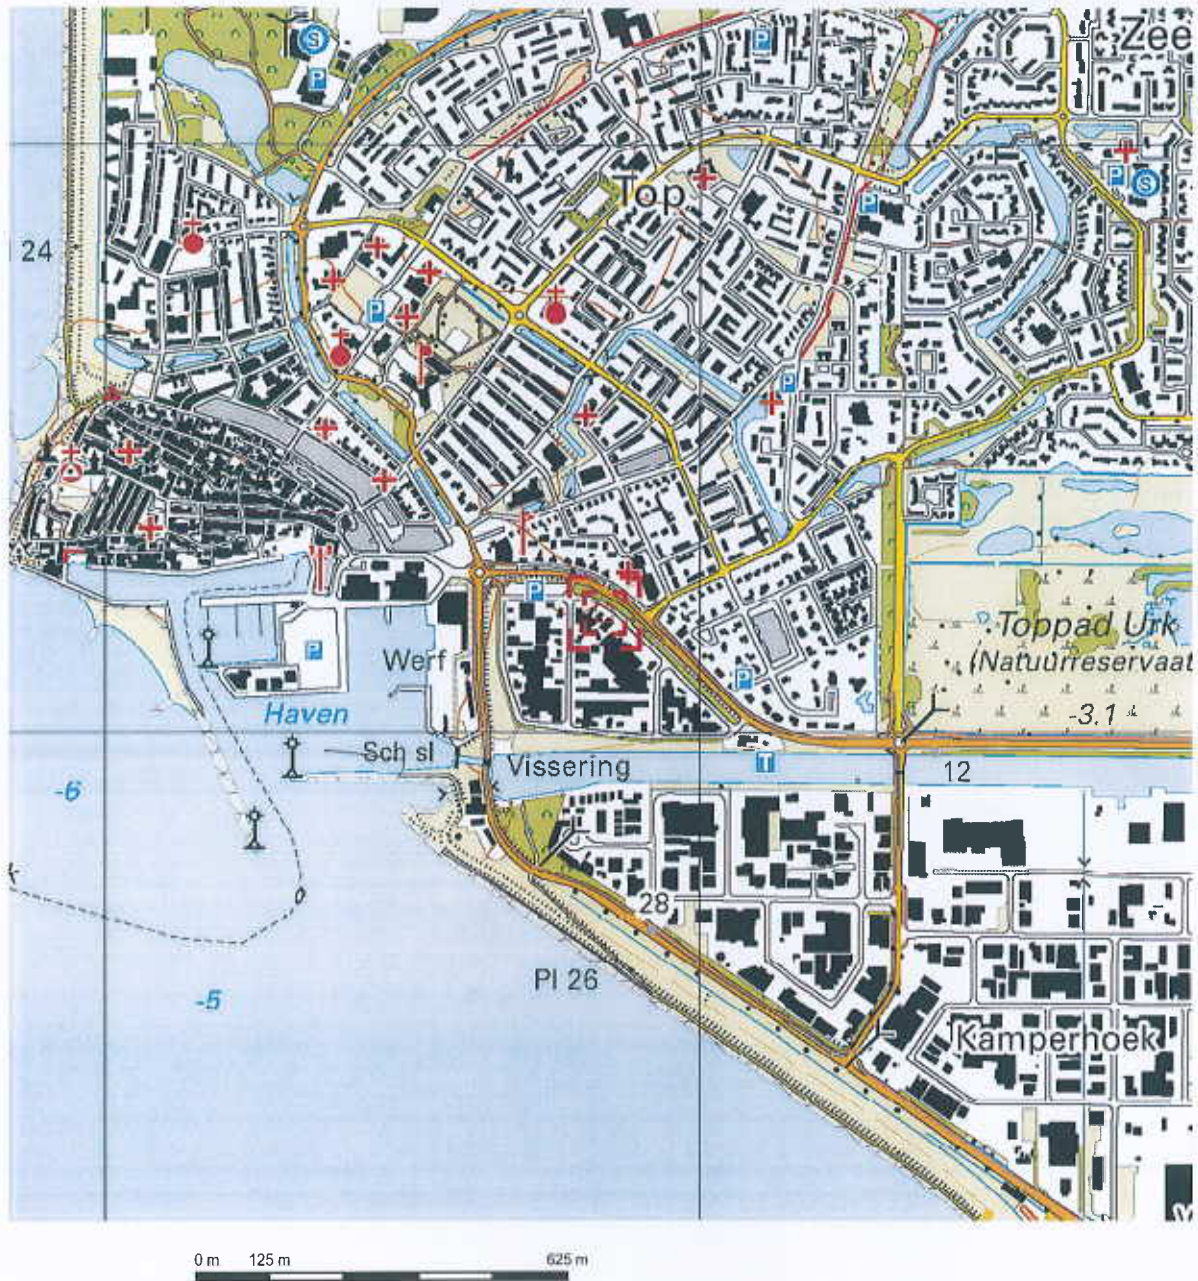 Zee
S
P
P
P
S
Top
P
24
P
P
Toppad Urk
(Natuurreservaat
P
P
Werf
P
Haven
-3.1
Sch sl
Vissering
T
12
-6
28
Pl 26
-5
Kamperhoek
0 m 125 m 625 m